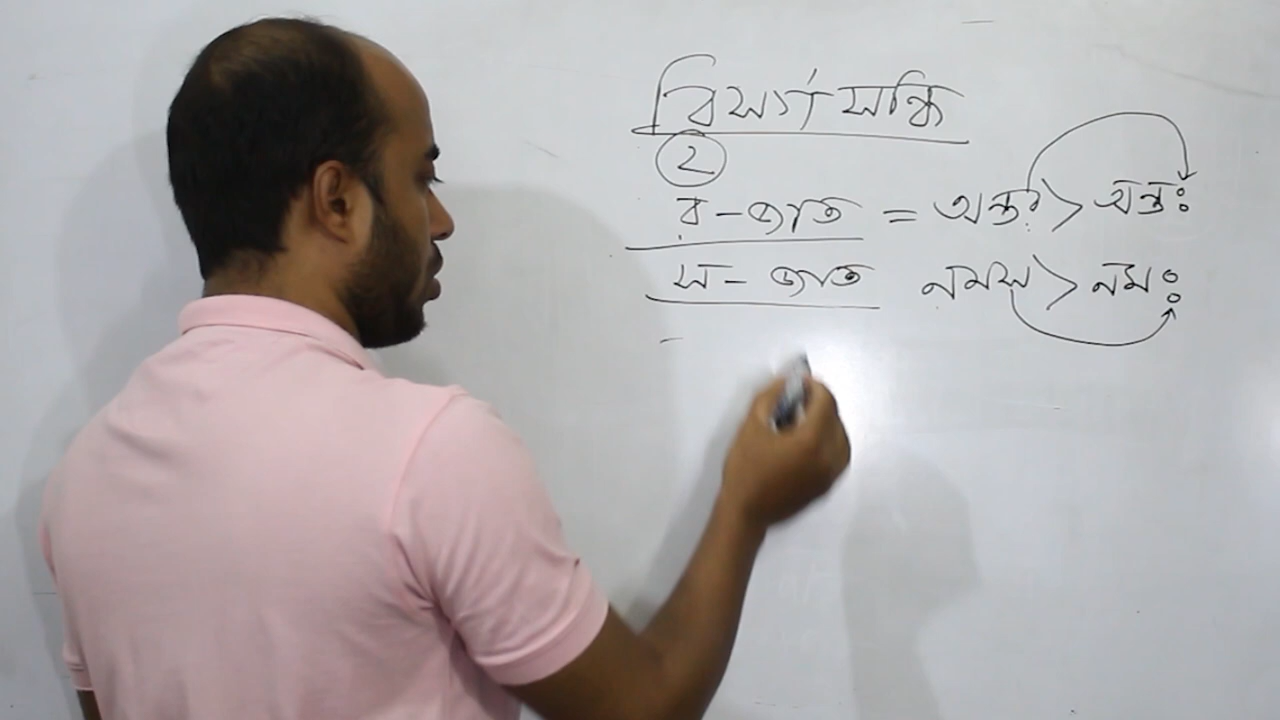 বিসর্গ সন্ধি
২
র-জাত = অন্তর > অন্তঃ
স-জাত নমস > নমঃ